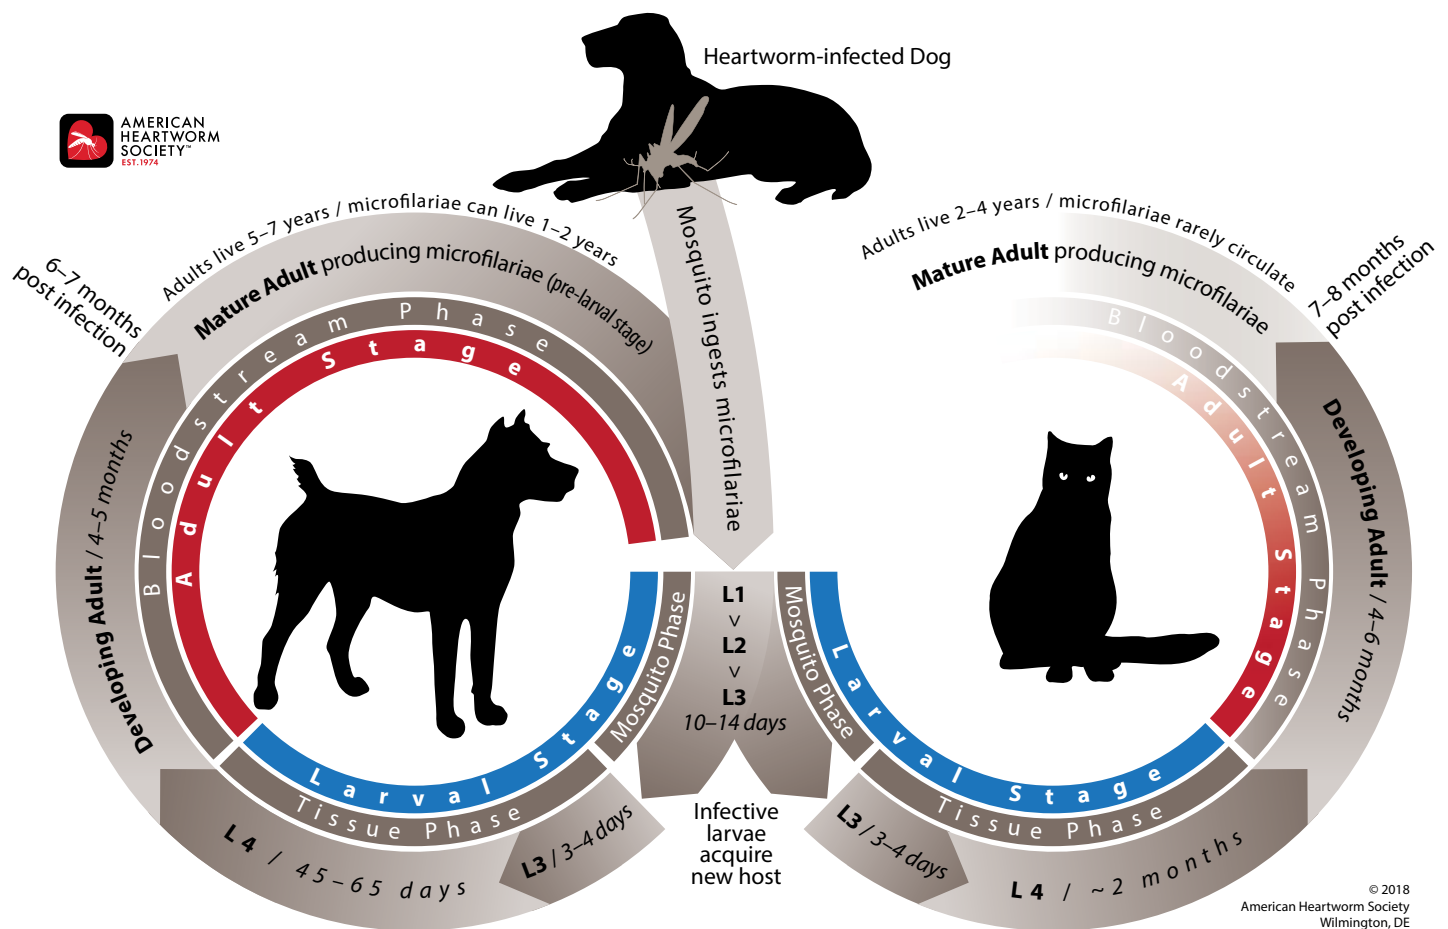 Heartworm-infected Dog
AMERICAN
HEARTWORM
SOCIETY™
EST.1974
Mosquito ingests microfilariae
6–7 months
post infection
Adults live 5–7 years / microfilariae can live 1–2 years
Mature Adult producing microfilariae (pre-larval stage)
Bloodstream Phase
Adult Stage
Developing Adult / 4–5 months
Larval Stage
Tissue Phase
Mosquito Phase
L4 / 45–65 days
L3 / 3–4 days
L1
v
L2
v
L3
10–14 days
Infective
larvae
acquire
new host
Adults live 2–4 years / microfilariae rarely circulate
Mature Adult producing microfilariae
7–8 months
post infection
Bloodstream Phase
Adult Stage
Developing Adult / 4–6 months
Mosquito Phase
Larval Stage
Tissue Phase
L3 / 3–4 days
L4 / ~2 months
© 2018
American Heartworm Society
Wilmington, DE